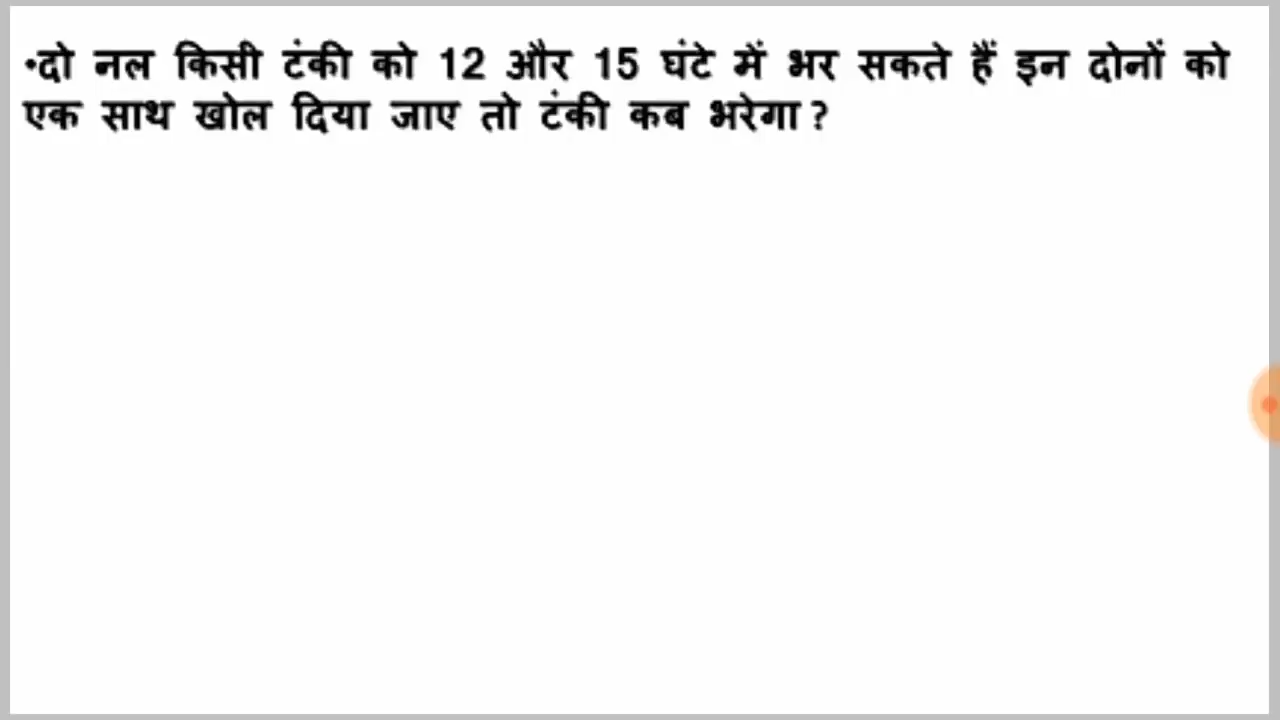 •दो नल किसी टंकी को 12 और 15 घंटे में भर सकते हैं इन दोनों को
एक साथ खोल दिया जाए तो टंकी कब भरेगा ?